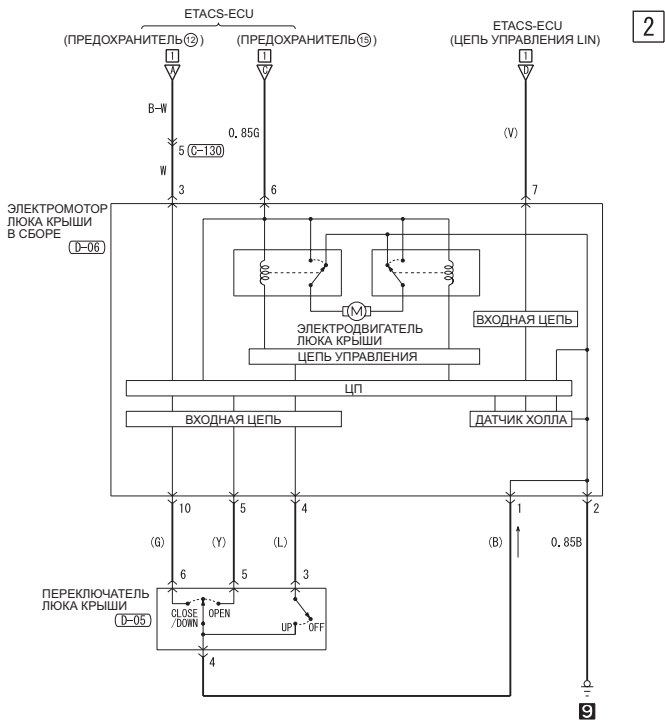 ETACS-ECU
ETACS-ECU
2
(ПРЕДОХРАНИТЕЛЬ⑫)
(ПРЕДОХРАНИТЕЛЬ⑮)
(ЦЕПЬ УПРАВЛЕНИЯ LIN)
1
1
1
A
C
D
B-W
0.85G
(V)
5 (C-130)
W
3
6
7
ЭЛЕКТРОМОТОР
ЛЮКА КРЫШИ
В СБОРЕ
D-06
M
ЭЛЕКТРОДВИГАТЕЛЬ
ЛЮКА КРЫШИ
ВХОДНАЯ ЦЕПЬ
ЦЕПЬ УПРАВЛЕНИЯ
ЦП
ВХОДНАЯ ЦЕПЬ
ДАТЧИК ХОЛЛА
10
5
4
1
2
(G)
(Y)
(L)
(B)
0.85B
6
5
3
ПЕРЕКЛЮЧАТЕЛЬ
ЛЮКА КРЫШИ
D-05
CLOSE
/DOWN
OPEN
UP
OFF
4
9